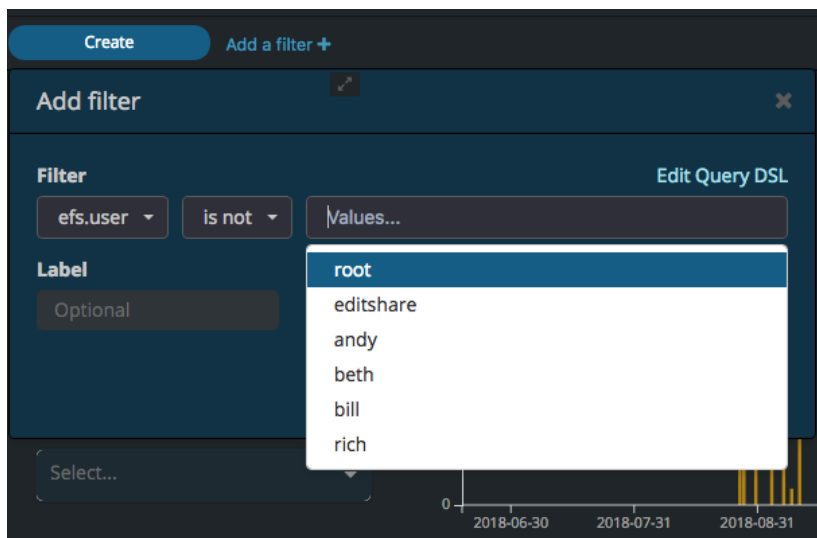 Create Add a filter +
Add filter
Filter Edit Query DSL
efs.user is not Values...
Label
Optional
root
editshare
andy
beth
bill
rich
Select...
0
2018-06-30 2018-07-31 2018-08-31